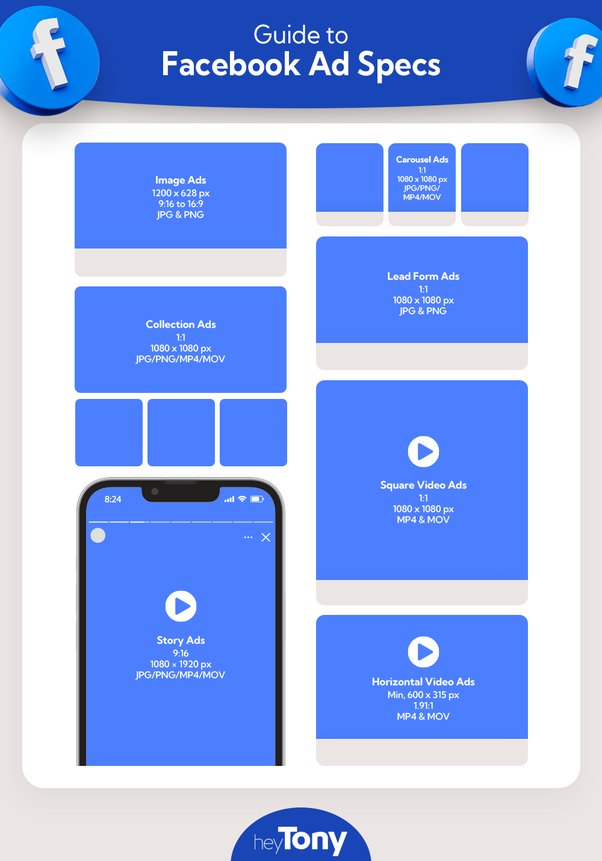 Guide to
Facebook Ad Specs
Image Ads
1200 x 628 px
9:16 to 16:9
JPG & PNG
Carousel Ads
1:1
1080 x 1080 px
JPG/PNG/
MP4/MOV
Lead Form Ads
1:1
1080 x 1080 px
JPG & PNG
Collection Ads
1:1
1080 x 1080 px
JPG/PNG/MP4/MOV
Square Video Ads
1:1
1080 x 1080 px
MP4 & MOV
8:24
Story Ads
9:16
1080 × 1920 px
JPG/PNG/MP4/MOV
Horizontal Video Ads
Min, 600 x 315 px
1.91:1
MP4 & MOV
heyTony